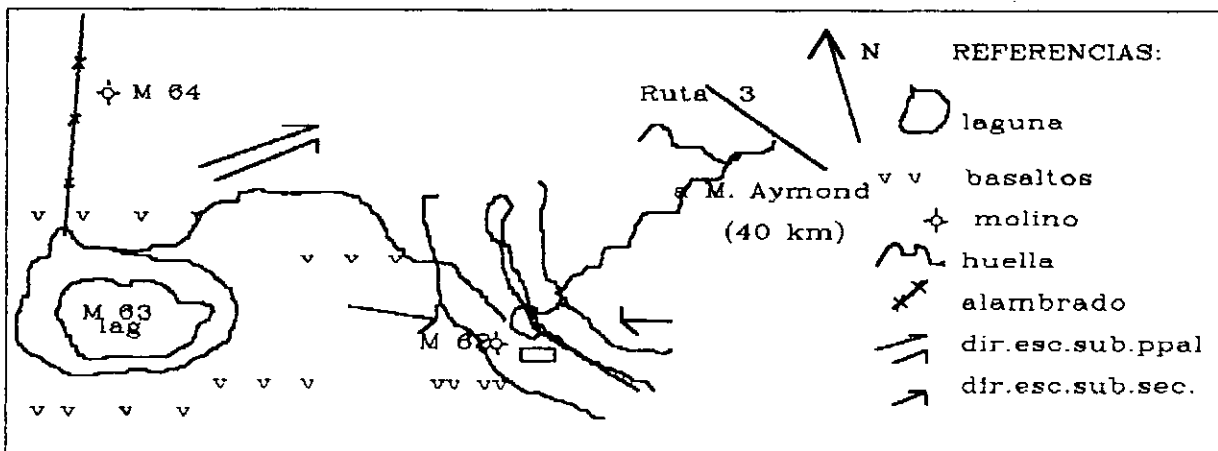 M 64
Ruta 3
N
REFERENCIAS:
laguna
v v basaltos
molino
huella
alambrado
dir.esc.sub.ppal
dir.esc.sub.sec.
a M. Aymond
(40 km)
v v v v
v v v
M 63
lag
M 62
v v v v v v v
v v v v